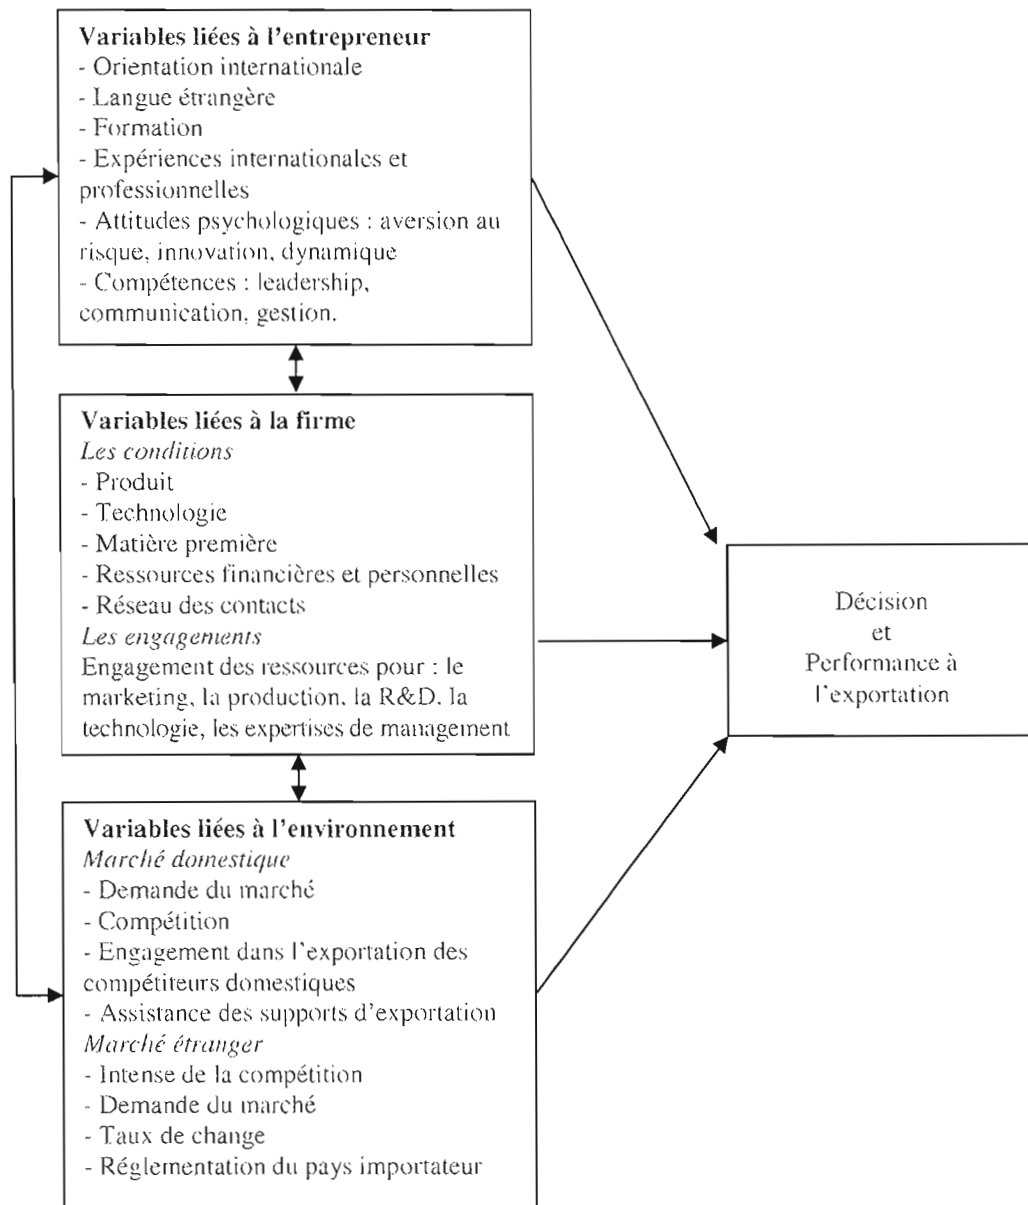 Variables liées à l'entrepreneur
- Orientation internationale
- Langue étrangère
- Formation
- Expériences internationales et
professionnelles
- Attitudes psychologiques : aversion au
risque, innovation, dynamique
- Compétences : leadership,
communication, gestion.
Variables liées à la firme
Les conditions
- Produit
- Technologie
- Matière première
- Ressources financières et personnelles
- Réseau des contacts
Les engagements
Engagement des ressources pour : le
marketing, la production, la R&D, la
technologie, les expertises de management
Variables liées à l'environnement
Marché domestique
- Demande du marché
- Compétition
- Engagement dans l'exportation des
compétiteurs domestiques
- Assistance des supports d'exportation
Marché étranger
- Intense de la compétition
- Demande du marché
- Taux de change
- Réglementation du pays importateur
Décision
et
Performance à
l'exportation